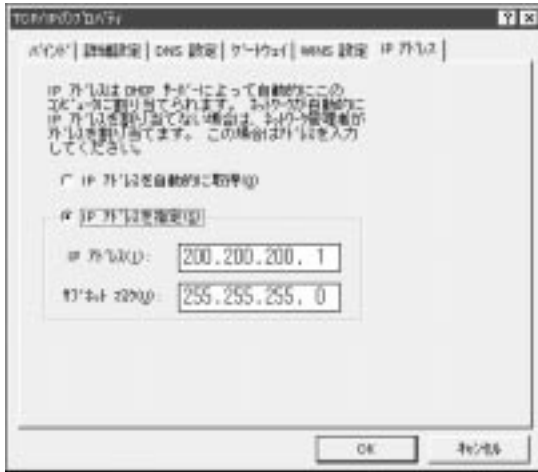 TCP/IPのプロパティ
バインド 詳細設定 DNS 設定 ゲートウェイ WINS 設定 IP アドレス
IP アドレスは DHCP サーバーによって自動的にこの
コンピュータに割り当てられます。 ネットワークが自動的に
IP アドレスを割り当てない場合は、ネットワーク管理者が
アドレスを割り当てます。 この場合はアドレスを入力
してください。
IP アドレスを自動的に取得(O)
IP アドレスを指定(S)
IP アドレス(I): 200.200.200. 1
サブネット マスク(U): 255.255.255. 0
OK キャンセル